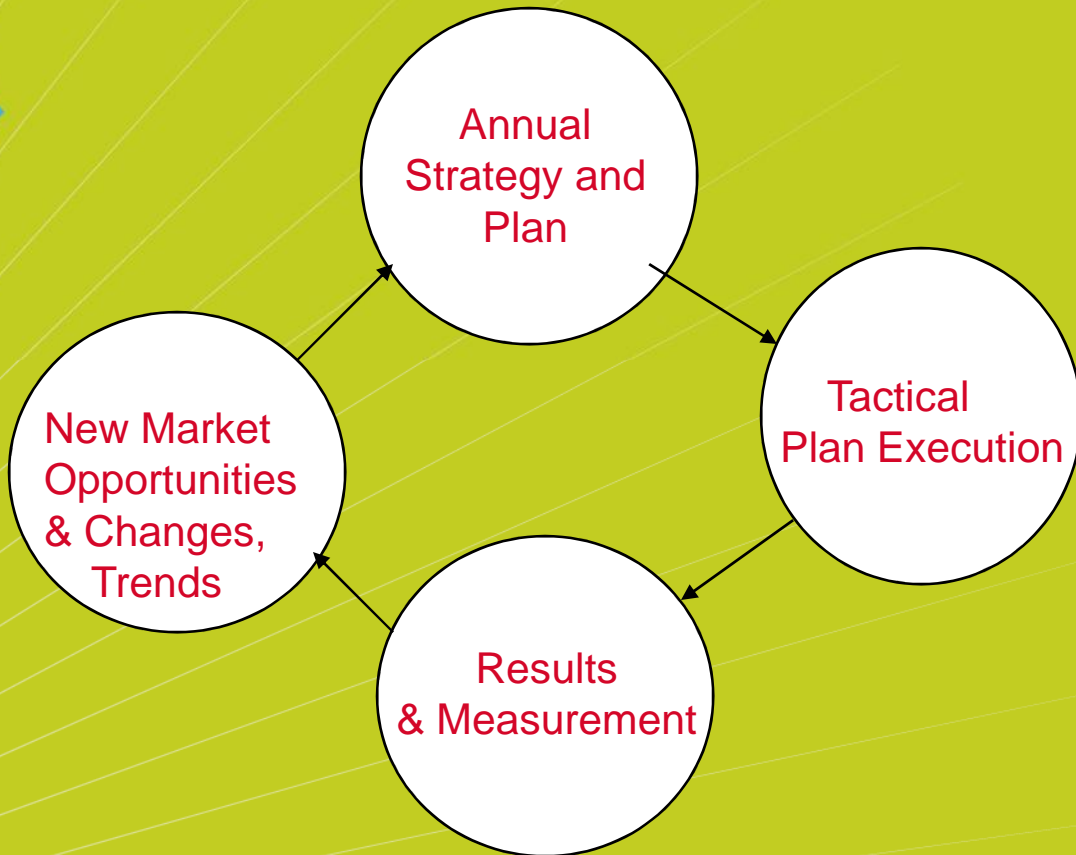 Annual
Strategy and
Plan
Tactical
Plan Execution
New Market
Opportunities
& Changes,
Trends
Results
& Measurement